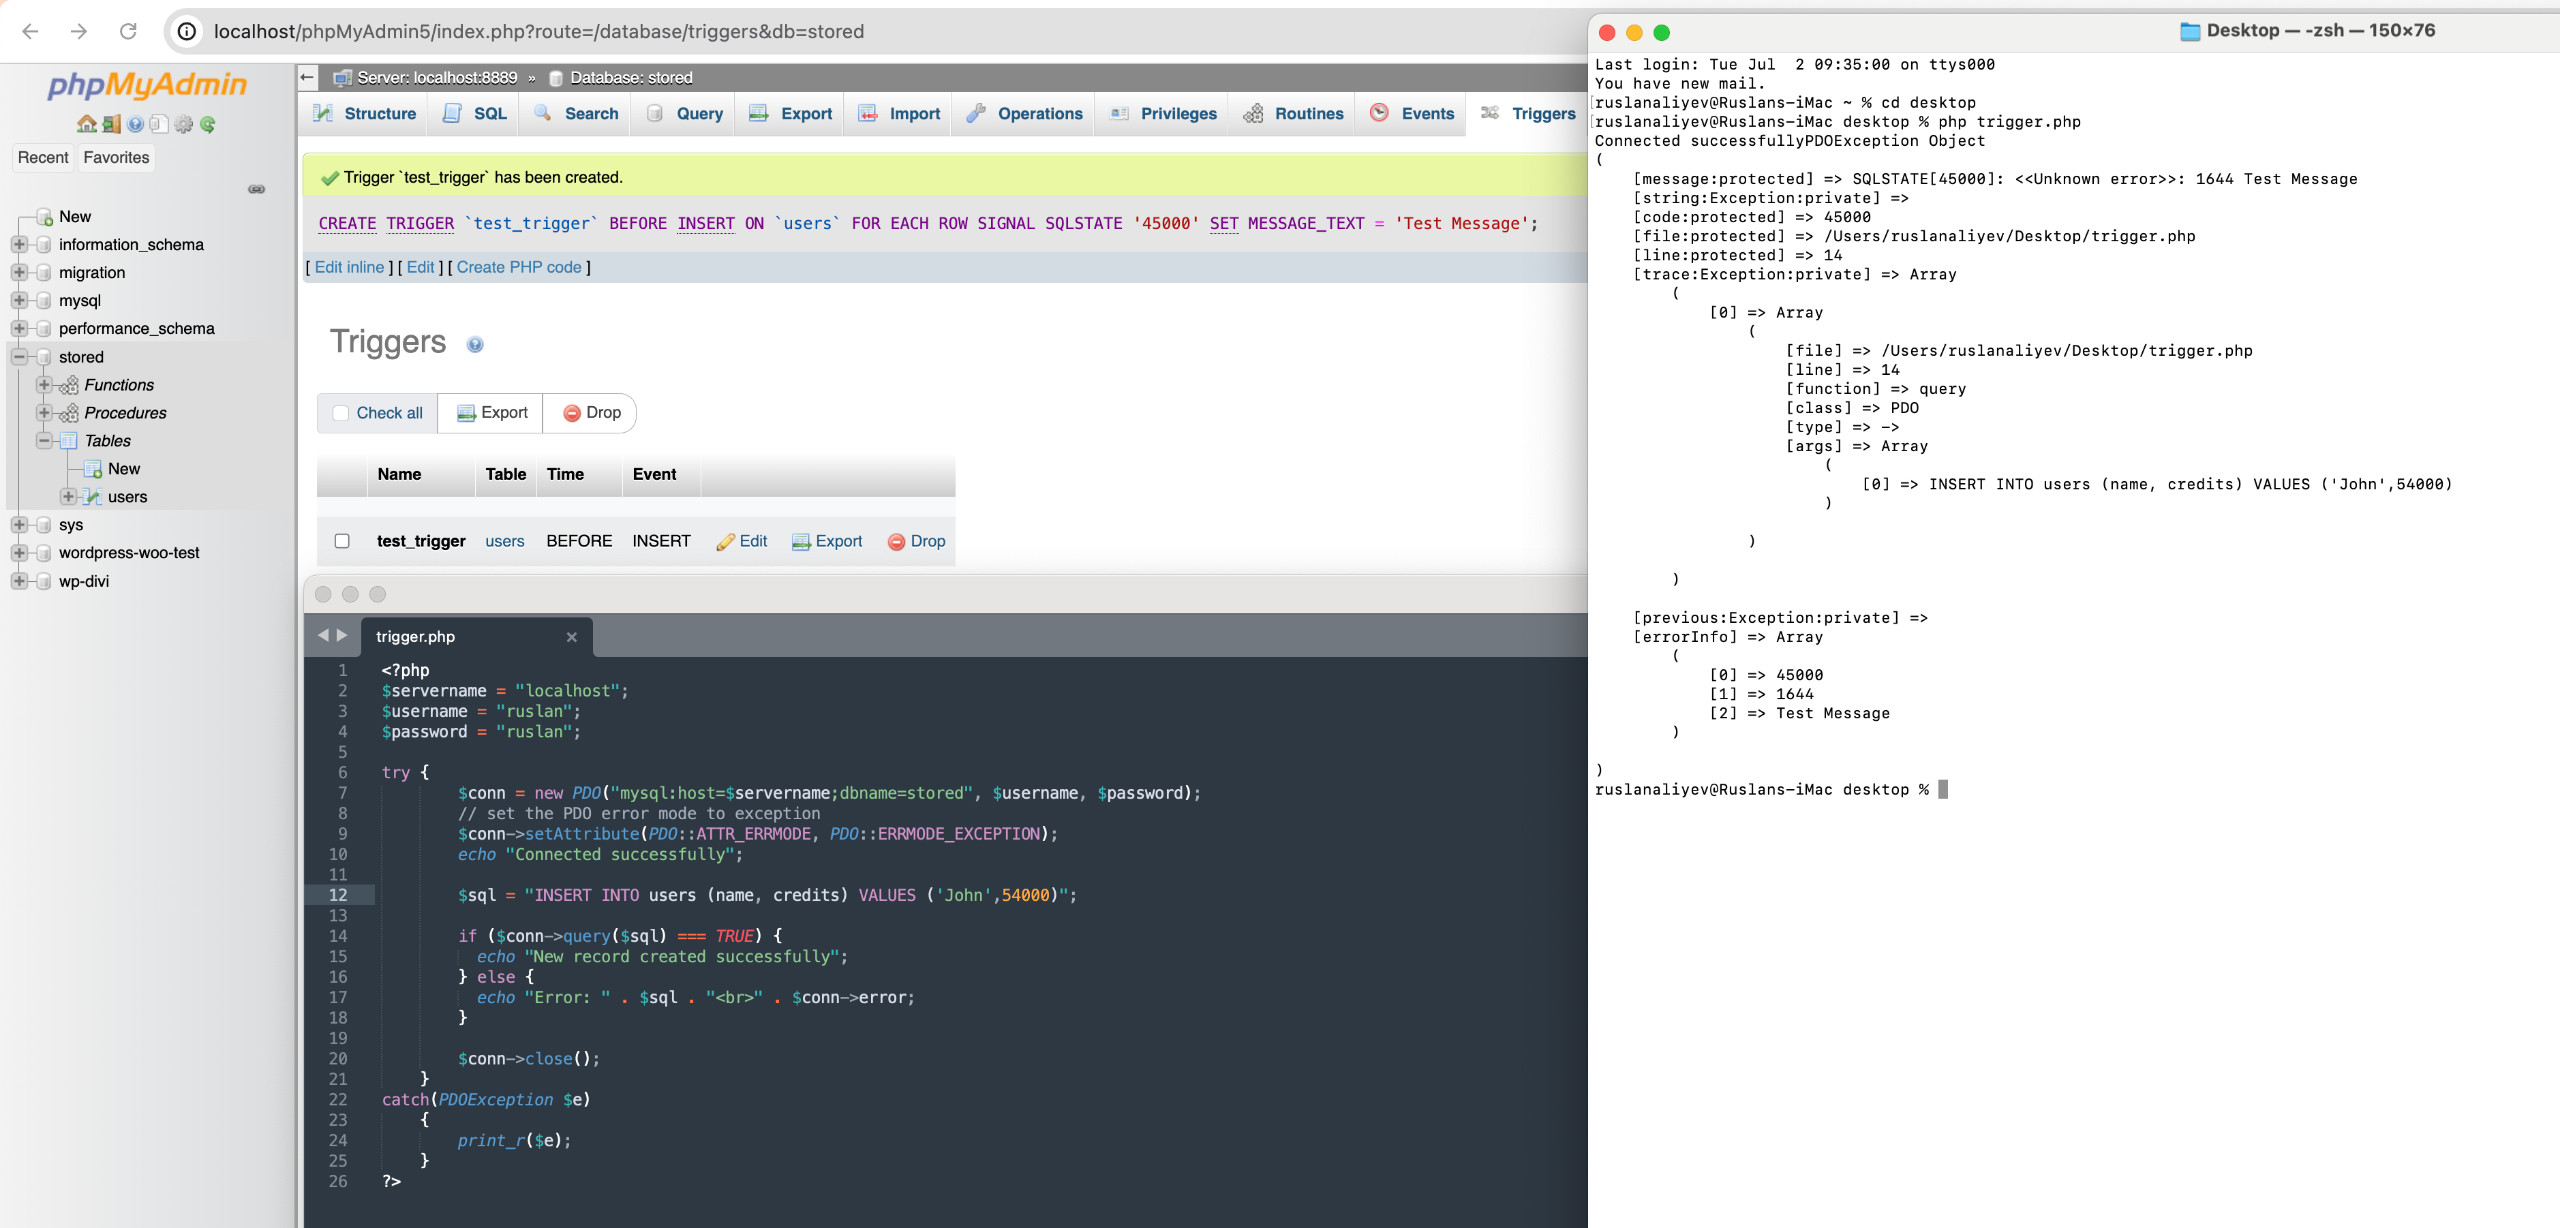 localhost/phpMyAdmin5/index.php?route=/database/triggers&db=stored
phpMyAdmin
Recent Favorites
New
information_schema
migration
mysql
performance_schema
stored
Functions
Procedures
Tables
New
users
sys
wordpress-woo-test
wp-divi
Server: localhost:8889 » Database: stored
Structure SQL Search Query Export Import Operations Privileges Routines Events Triggers
Trigger `test_trigger` has been created.
CREATE TRIGGER `test_trigger` BEFORE INSERT ON `users` FOR EACH ROW SIGNAL SQLSTATE '45000' SET MESSAGE_TEXT = 'Test Message';
[ Edit inline ] [ Edit ] [ Create PHP code ]
Triggers
Check all Export Drop
Name Table Time Event
test_trigger users BEFORE INSERT Edit Export Drop
trigger.php ×
1 <?php
2 $servername = "localhost";
3 $username = "ruslan";
4 $password = "ruslan";
5
6 try {
7 $conn = new PDO("mysql:host=$servername;dbname=stored", $username, $password);
8 // set the PDO error mode to exception
9 $conn->setAttribute(PDO::ATTR_ERRMODE, PDO::ERRMODE_EXCEPTION);
10 echo "Connected successfully";
11
12 $sql = "INSERT INTO users (name, credits) VALUES ('John',54000)";
13
14 if ($conn->query($sql) === TRUE) {
15 echo "New record created successfully";
16 } else {
17 echo "Error: " . $sql . "<br>" . $conn->error;
18 }
19
20 $conn->close();
21 }
22 catch(PDOException $e)
23 {
24 print_r($e);
25 }
26 ?>
Desktop — -zsh — 150×76
Last login: Tue Jul  2 09:35:00 on ttys000
You have new mail.
[ruslanaliyev@Ruslans-iMac ~ % cd desktop
[ruslanaliyev@Ruslans-iMac desktop % php trigger.php
Connected successfullyPDOException Object
(
[message:protected] => SQLSTATE[45000]: <<Unknown error>>: 1644 Test Message
[string:Exception:private] =>
[code:protected] => 45000
[file:protected] => /Users/ruslanaliyev/Desktop/trigger.php
[line:protected] => 14
[trace:Exception:private] => Array
(
[0] => Array
(
[file] => /Users/ruslanaliyev/Desktop/trigger.php
[line] => 14
[function] => query
[class] => PDO
[type] => ->
[args] => Array
(
[0] => INSERT INTO users (name, credits) VALUES ('John',54000)
)
)
)
[previous:Exception:private] =>
[errorInfo] => Array
(
[0] => 45000
[1] => 1644
[2] => Test Message
)
)
ruslanaliyev@Ruslans-iMac desktop %